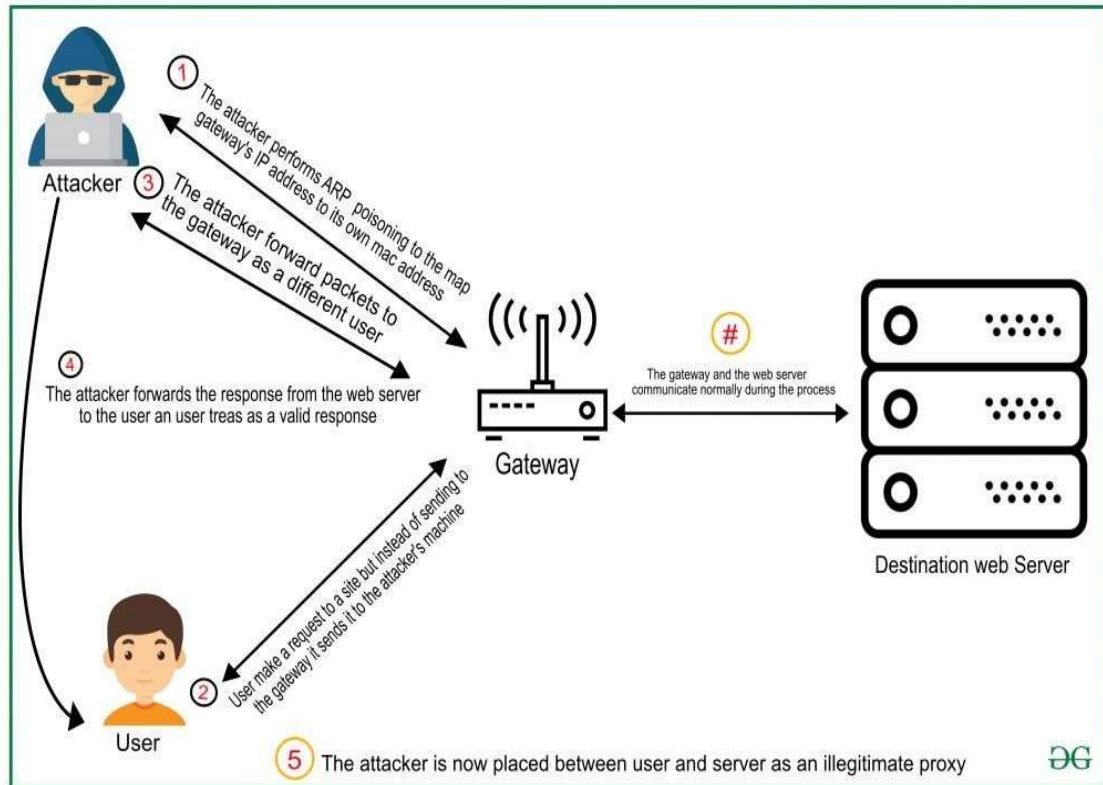 1
The attacker performs ARP poisoning to the map
gateway's IP address to its own mac address
Attacker
3
The attacker forward packets to
the gateway as a different user
#
The gateway and the web server
communicate normally during the process
4
The attacker forwards the response from the web server
to the user an user treas as a valid response
Gateway
Destination web Server
2
User make a request to a site but instead of sending to
the gateway it sends it to the attacker's machine
User
5
The attacker is now placed between user and server as an illegitimate proxy